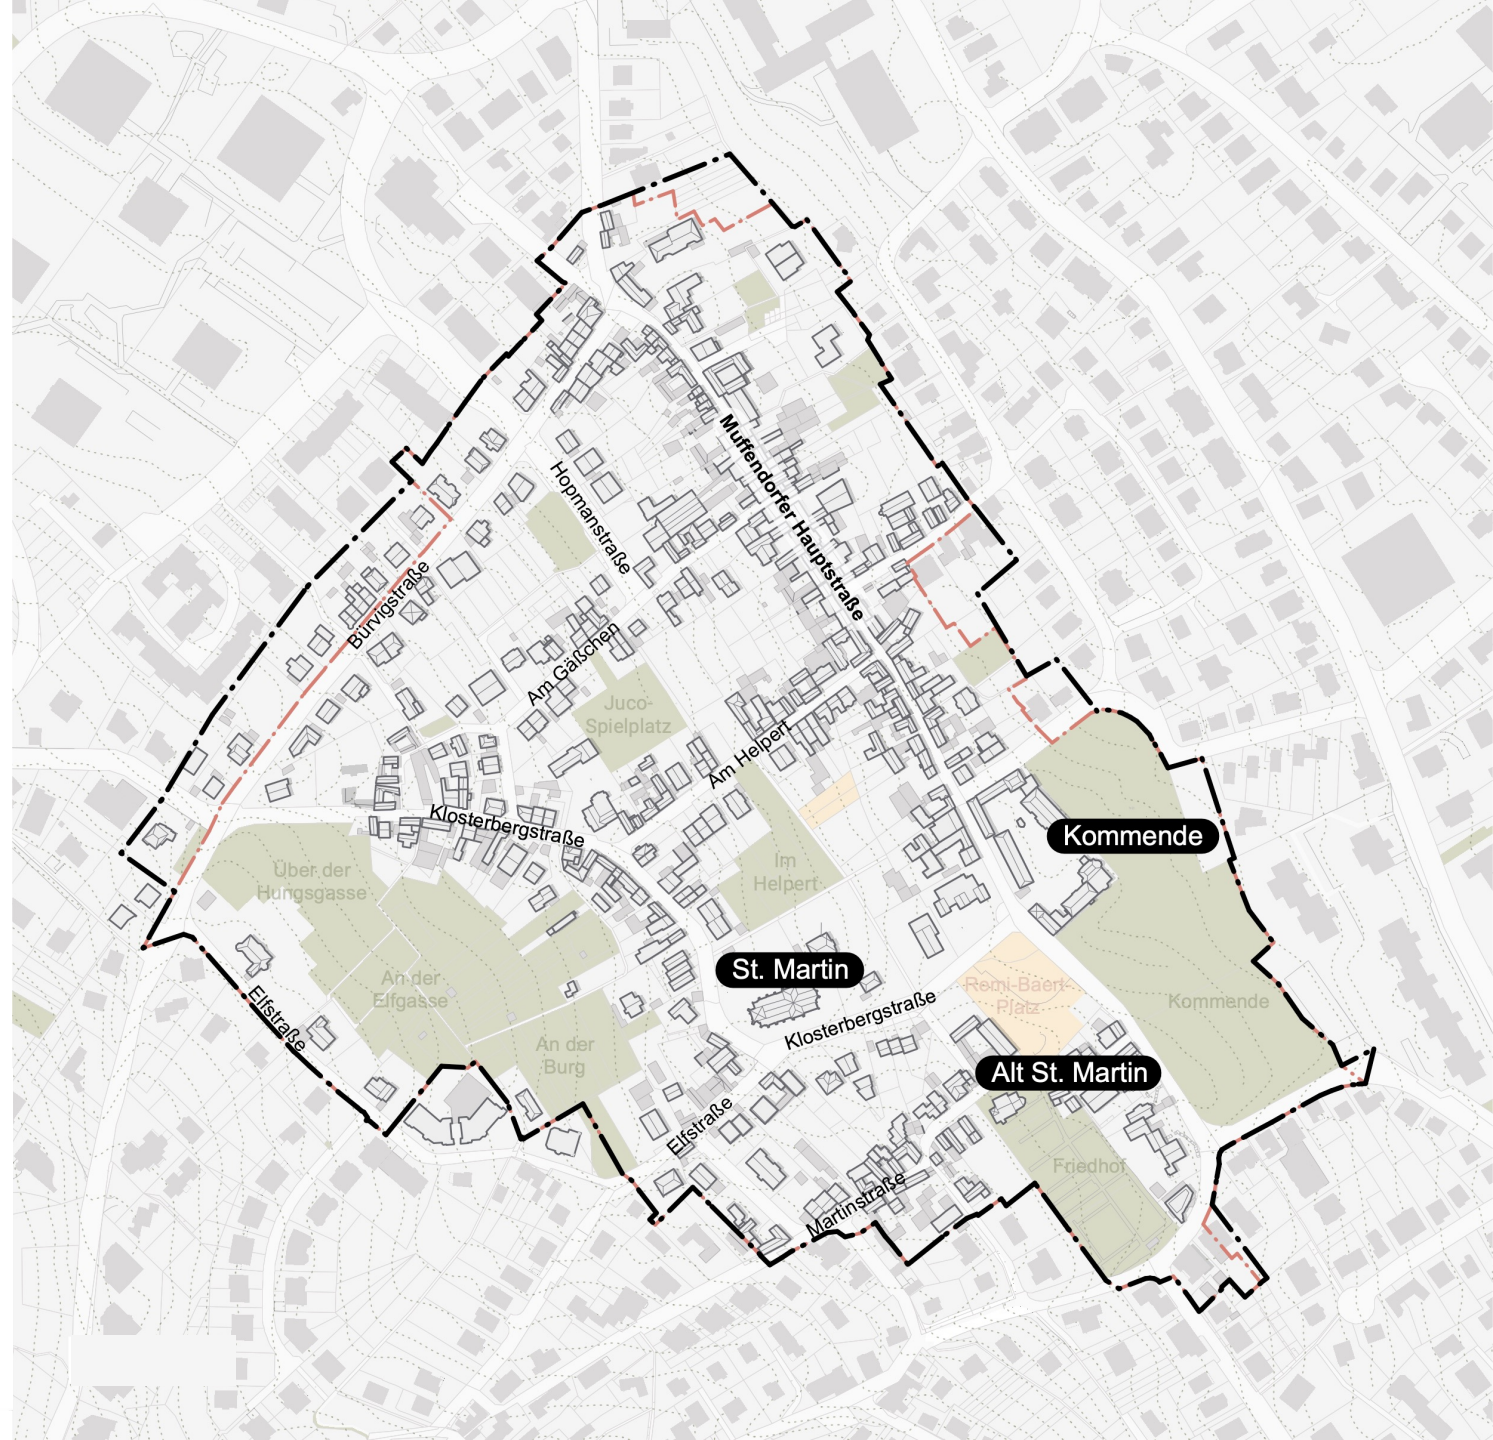 Muffendorfer Hauptstraße
Hopmanstraße
Bürvigstraße
Am Gäßchen
Juco-
Spielplatz
Am Helpert
Klosterbergstraße
Kommende
Über der
Hungsgasse
Im
Helpert
An der
Elfgasse
St. Martin
Remi-Baert-
Platz
Kommende
Klosterbergstraße
Elfstraße
An der
Burg
Alt St. Martin
Elfstraße
Friedhof
Martinstraße